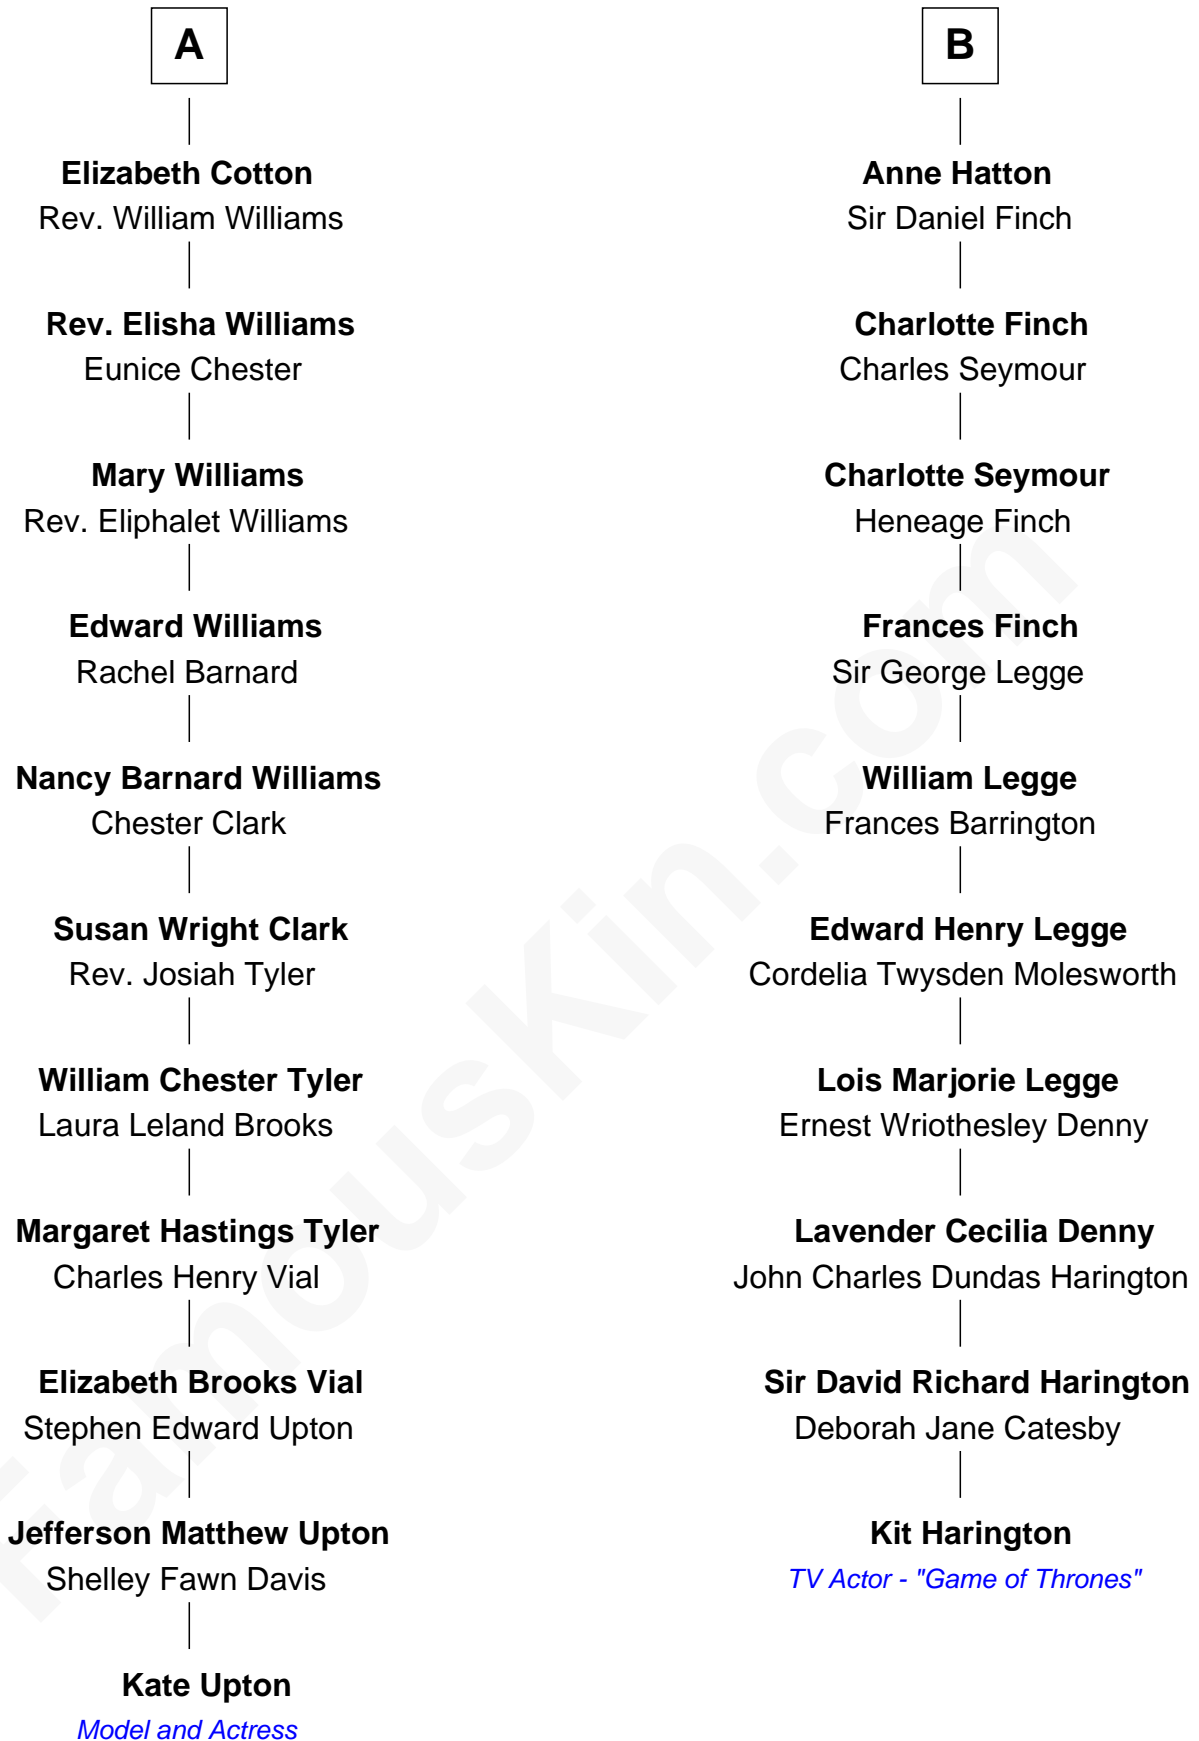 A
Elizabeth Cotton
Rev. William Williams
Rev. Elisha Williams
Eunice Chester
Mary Williams
Rev. Eliphalet Williams
Edward Williams
Rachel Barnard
Nancy Barnard Williams
Chester Clark
Susan Wright Clark
Rev. Josiah Tyler
William Chester Tyler
Laura Leland Brooks
Margaret Hastings Tyler
Charles Henry Vial
Elizabeth Brooks Vial
Stephen Edward Upton
Jefferson Matthew Upton
Shelley Fawn Davis
Kate Upton
Model and Actress
B
Anne Hatton
Sir Daniel Finch
Charlotte Finch
Charles Seymour
Charlotte Seymour
Heneage Finch
Frances Finch
Sir George Legge
William Legge
Frances Barrington
Edward Henry Legge
Cordelia Twysden Molesworth
Lois Marjorie Legge
Ernest Wriothesley Denny
Lavender Cecilia Denny
John Charles Dundas Harington
Sir David Richard Harington
Deborah Jane Catesby
Kit Harington
TV Actor - "Game of Thrones"
FamousKin.com